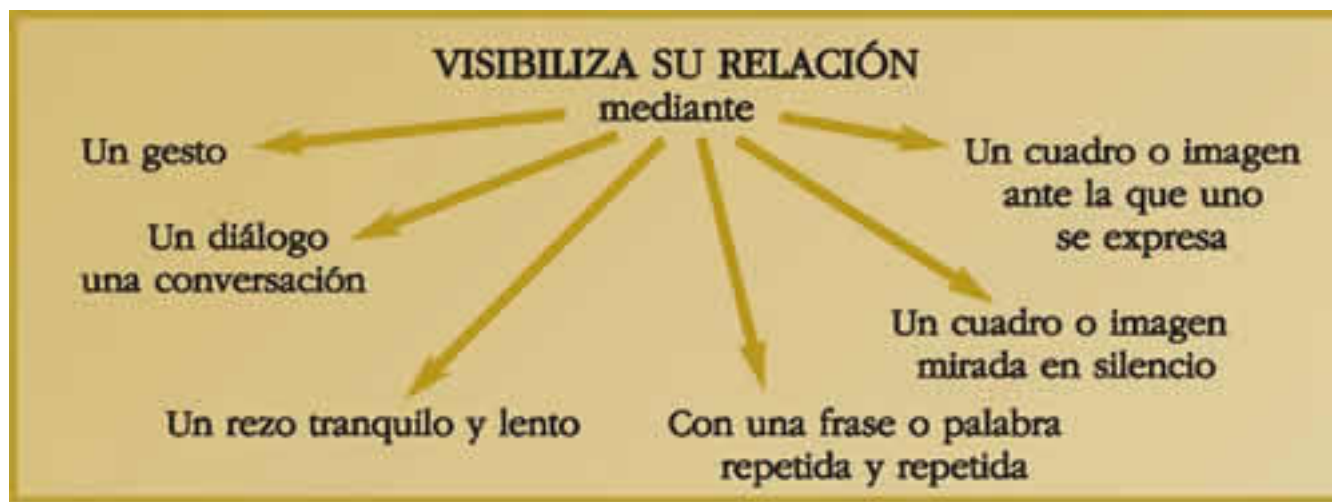 VISIBILIZA SU RELACIÓN
mediante
Un gesto
Un diálogo
una conversación
Un rezo tranquilo y lento
Con una frase o palabra
repetida y repetida
Un cuadro o imagen
mirada en silencio
Un cuadro o imagen
ante la que uno
se expresa